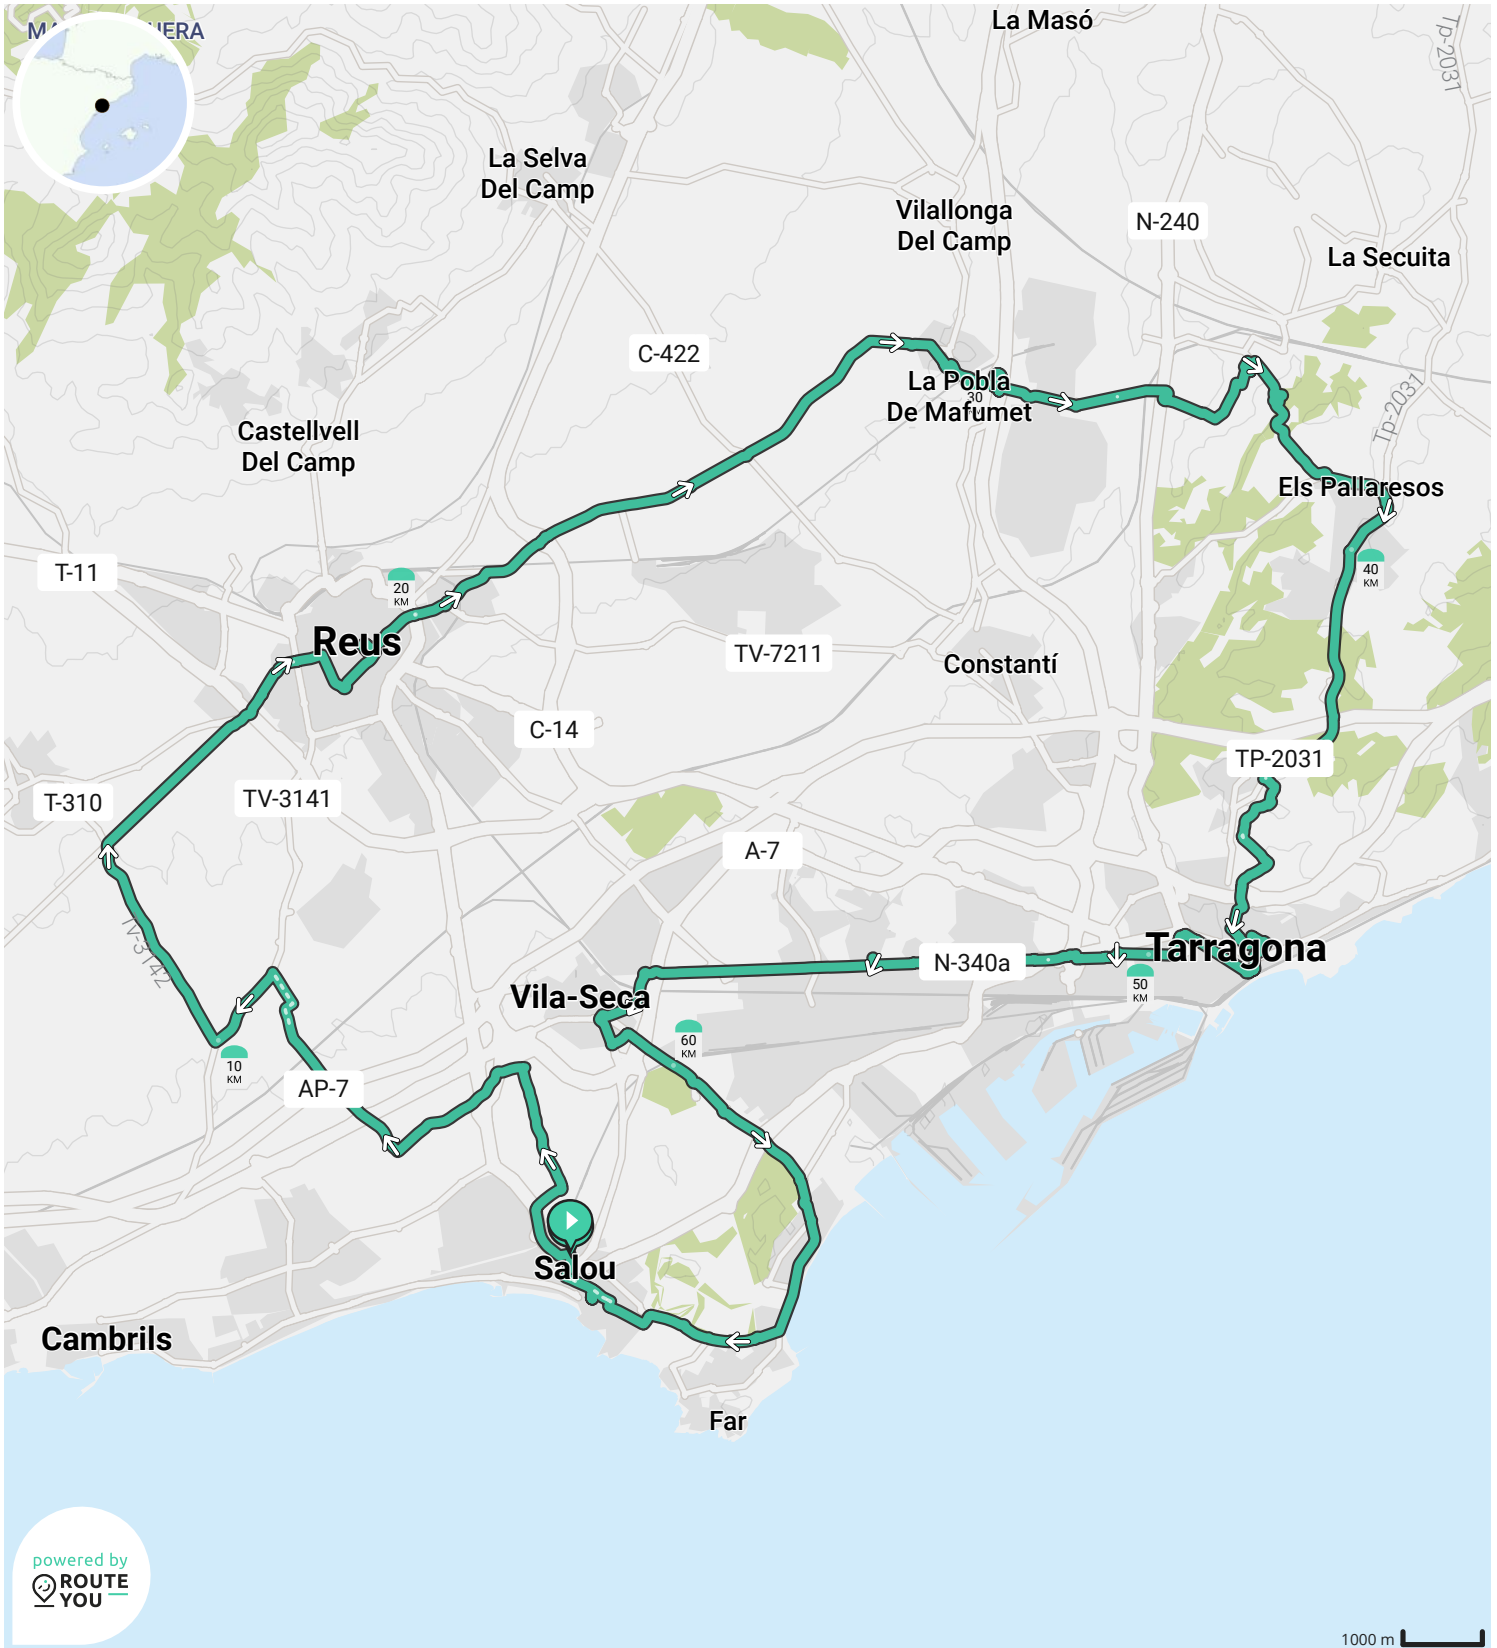 La Masó
Tp-2031
La Selva
Del Camp
Vilallonga
Del Camp
N-240
La Secuita
C-422
La Pobla
De Mafumet
30
Tp-2031
Castellvell
Del Camp
Els Pallaresos
T-11
20
KM
40
KM
Reus
TV-7211
Constantí
C-14
TP-2031
T-310
TV-3141
A-7
TV-3142
Tarragona
N-340a
50
KM
Vila-Seca
60
KM
10
KM
AP-7
Salou
Cambrils
Far
powered by
ROUTE
YOU
1000 m